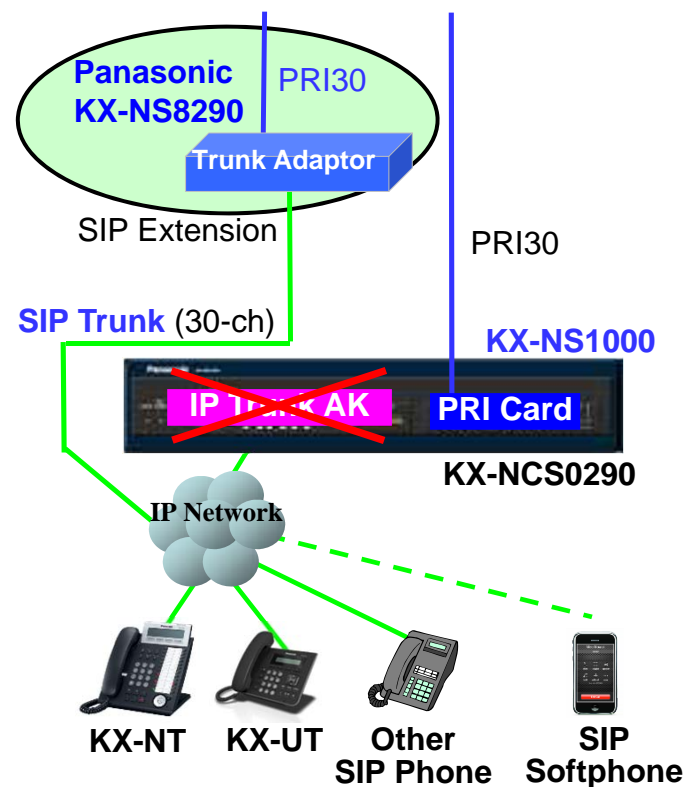 Panasonic
KX-NS8290
PRI30
Trunk Adaptor
SIP Extension
PRI30
SIP Trunk (30-ch)
KX-NS1000
Panasonic
IP Trunk AK
PRI Card
KX-NCS0290
IP Network
KX-NT
KX-UT
Other
SIP Phone
SIP
Softphone